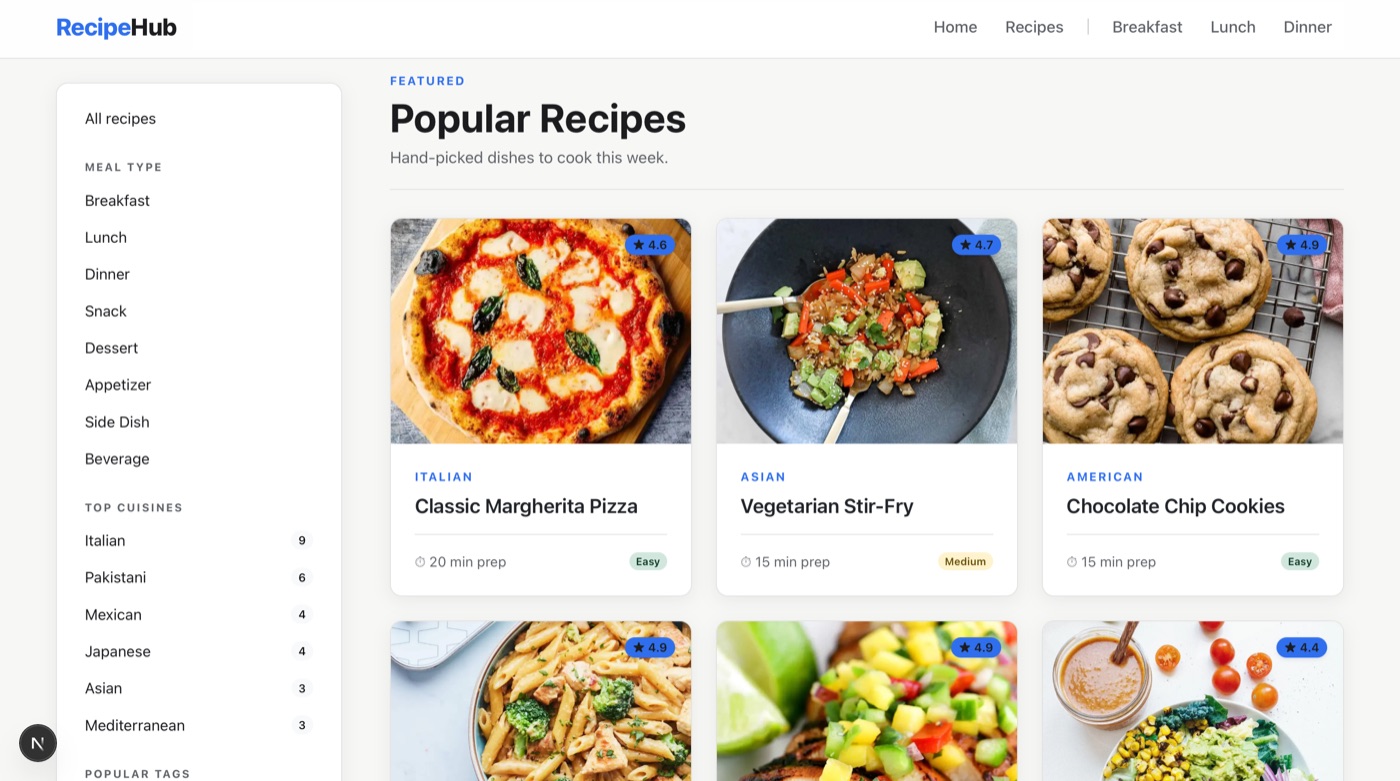 RecipeHub
Home Recipes | Breakfast Lunch Dinner
All recipes
MEAL TYPE
Breakfast
Lunch
Dinner
Snack
Dessert
Appetizer
Side Dish
Beverage
TOP CUISINES
Italian 9
Pakistani 6
Mexican 4
Japanese 4
Asian 3
Mediterranean 3
POPULAR TAGS
FEATURED
Popular Recipes
Hand-picked dishes to cook this week.
★ 4.6
ITALIAN
Classic Margherita Pizza
20 min prep Easy
★ 4.7
ASIAN
Vegetarian Stir-Fry
15 min prep Medium
★ 4.9
AMERICAN
Chocolate Chip Cookies
15 min prep Easy
★ 4.9
★ 4.9
★ 4.4
N